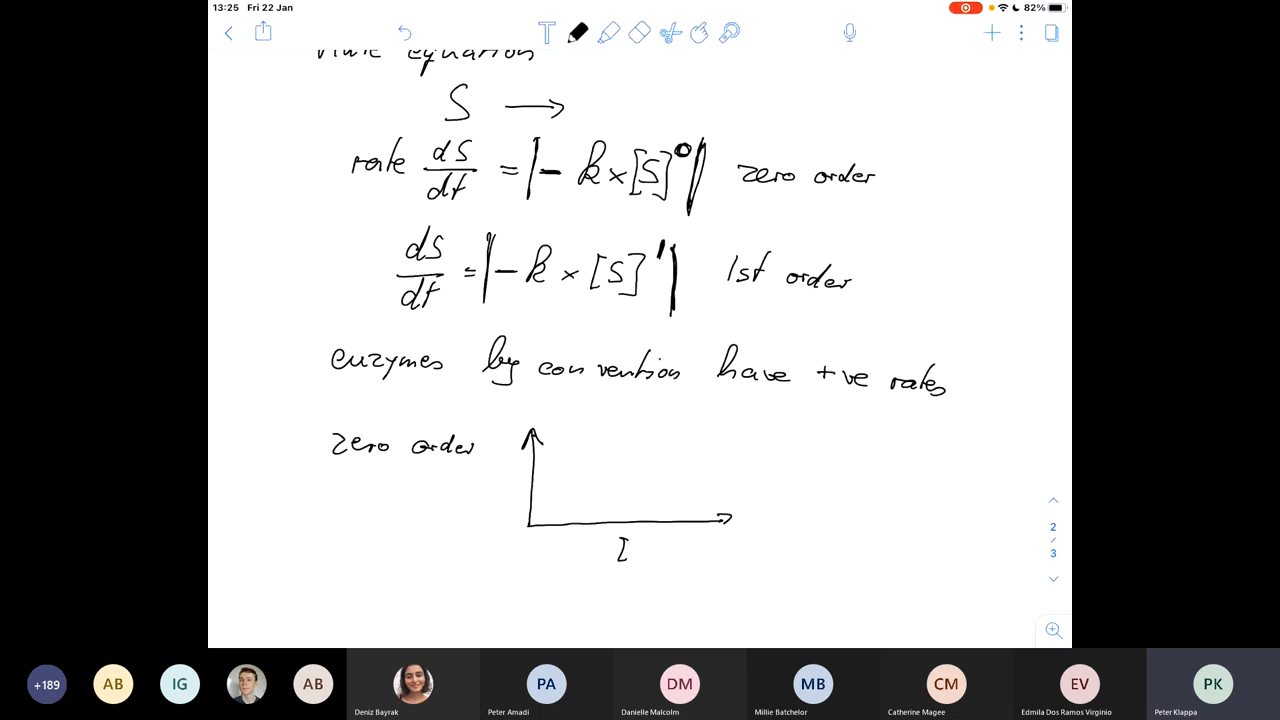 13:25 Fri 22 Jan
82%
T
equation
S →
rate dS/dt = |- k × [S]⁰| zero order
dS/dt = |- k × [S]¹| 1st order
enzymes by convention have +ve rates
zero order
[
2
/
3
+189
AB
IG
AB
PA
DM
MB
CM
EV
PK
Deniz Bayrak
Peter Amadi
Danielle Malcolm
Millie Batchelor
Catherine Magee
Edmila Dos Ramos Virginio
Peter Klappa